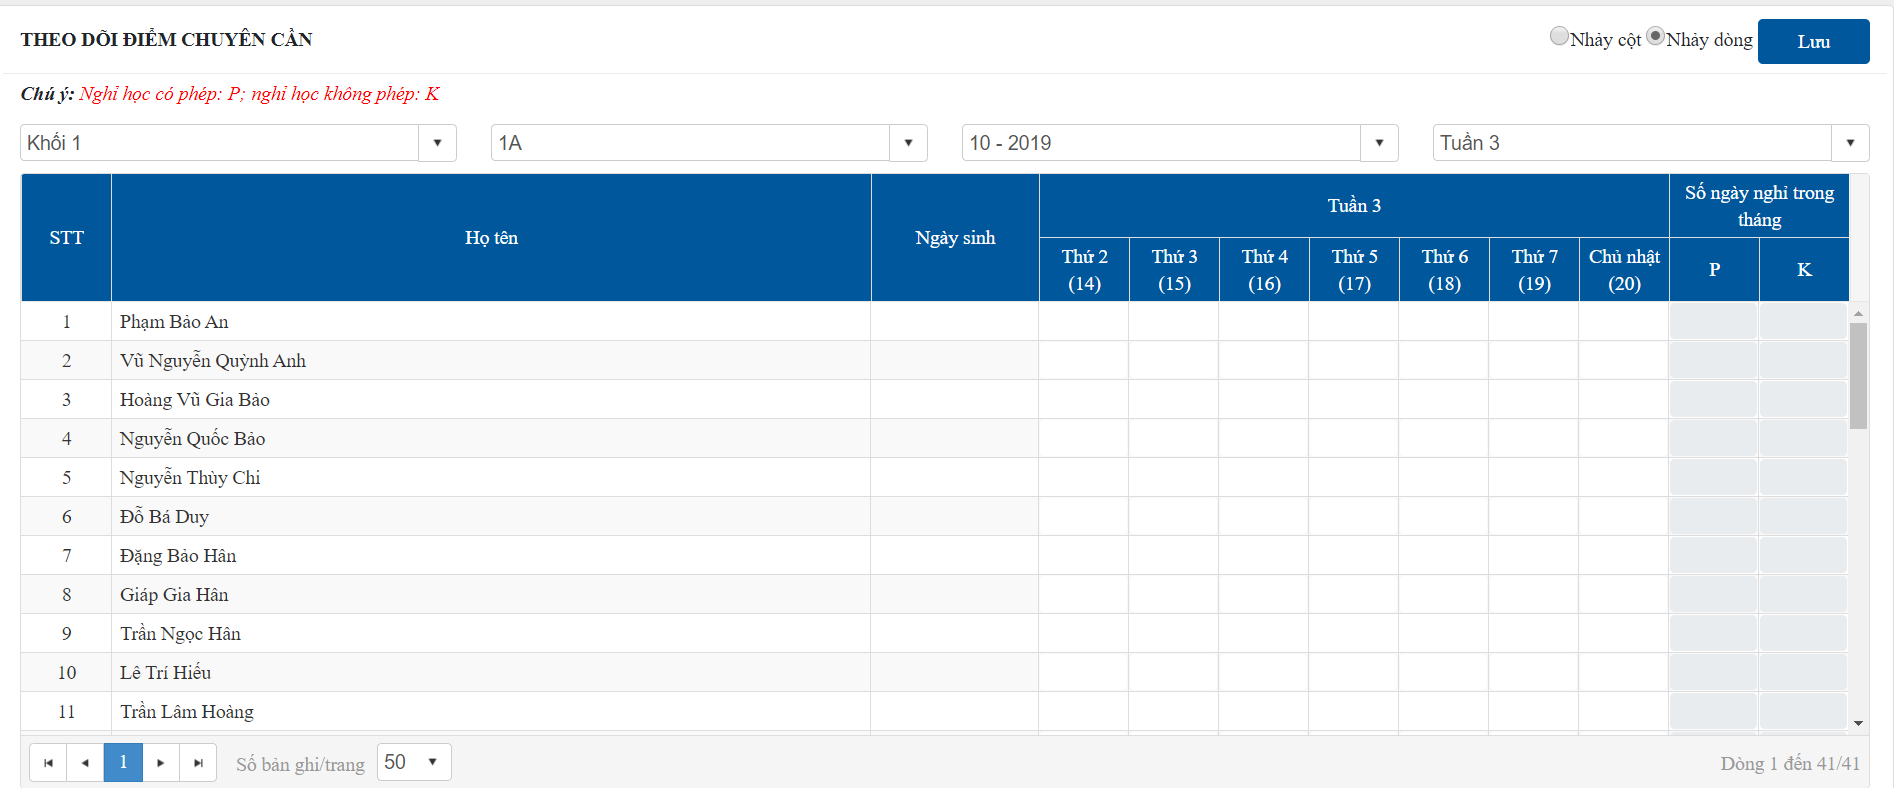 THEO DÕI ĐIỂM CHUYÊN CẦN
Nhảy cột Nhảy dòng Lưu
Chú ý: Nghỉ học có phép: P; nghỉ học không phép: K
Khối 1 1A 10 - 2019 Tuần 3
STT Họ tên Ngày sinh Tuần 3 Số ngày nghỉ trong tháng
Thứ 2 (14) Thứ 3 (15) Thứ 4 (16) Thứ 5 (17) Thứ 6 (18) Thứ 7 (19) Chủ nhật (20) P K
1 Phạm Bảo An
2 Vũ Nguyễn Quỳnh Anh
3 Hoàng Vũ Gia Bảo
4 Nguyễn Quốc Bảo
5 Nguyễn Thùy Chi
6 Đỗ Bá Duy
7 Đặng Bảo Hân
8 Giáp Gia Hân
9 Trần Ngọc Hân
10 Lê Trí Hiếu
11 Trần Lâm Hoàng
1 Số bản ghi/trang 50 Dòng 1 đến 41/41